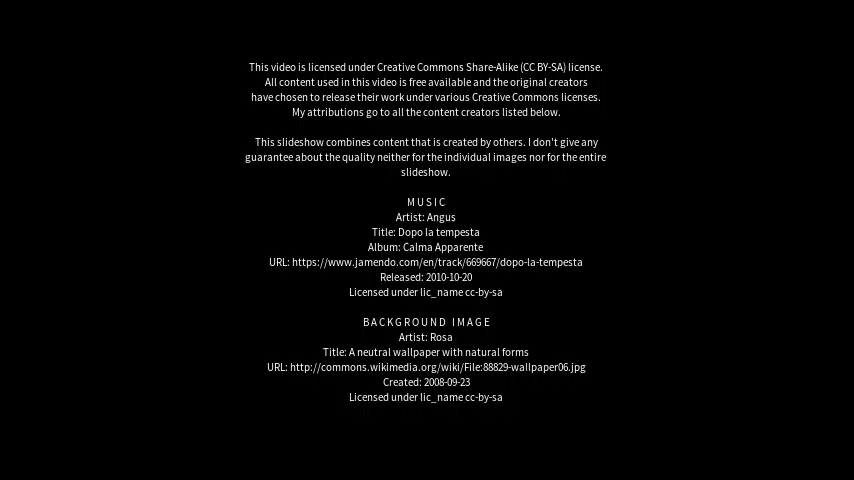 This video is licensed under Creative Commons Share-Alike (CC BY-SA) license.
All content used in this video is free available and the original creators
have chosen to release their work under various Creative Commons licenses.
My attributions go to all the content creators listed below.
This slideshow combines content that is created by others. I don't give any
guarantee about the quality neither for the individual images nor for the entire
slideshow.
MUSIC
Artist: Angus
Title: Dopo la tempesta
Album: Calma Apparente
URL: https://www.jamendo.com/en/track/669667/dopo-la-tempesta
Released: 2010-10-20
Licensed under lic_name cc-by-sa
BACKGROUND IMAGE
Artist: Rosa
Title: A neutral wallpaper with natural forms
URL: http://commons.wikimedia.org/wiki/File:88829-wallpaper06.jpg
Created: 2008-09-23
Licensed under lic_name cc-by-sa